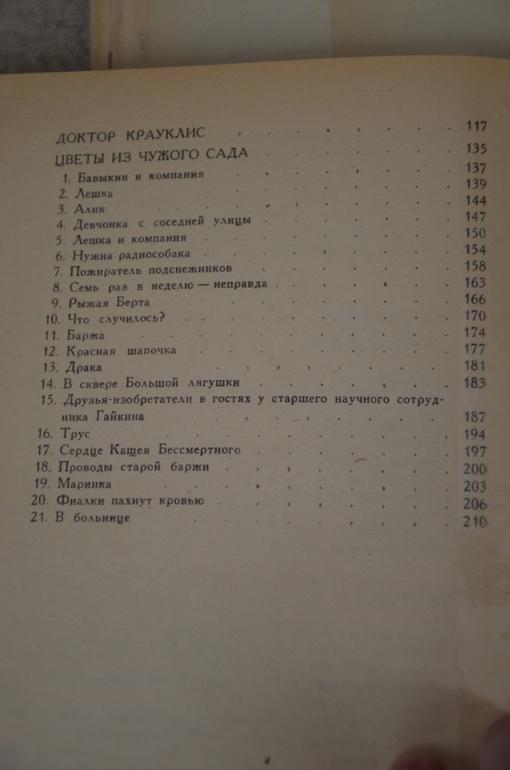 ДОКТОР КРАУКЛИС 117
ЦВЕТЫ ИЗ ЧУЖОГО САДА 135
1. Бавыкин и компания 137
2. Лешка 139
3. Алик 144
4. Девчонка с соседней улицы 147
5. Лешка и компания 150
6. Нужна радиособака 154
7. Пожиратель подснежников 158
8. Семь раз в неделю — неправда 163
9. Рыжая Берта 166
10. Что случилось? 170
11. Баржа 174
12. Красная шапочка 177
13. Драка 181
14. В сквере Большой лягушки 183
15. Друзья-изобретатели в гостях у старшего научного сотруд-
ника Гайкина 187
16. Трус 194
17. Сердце Кащея Бессмертного 197
18. Проводы старой баржи 200
19. Маринка 203
20. Фиалки пахнут кровью 206
21. В больнице 210